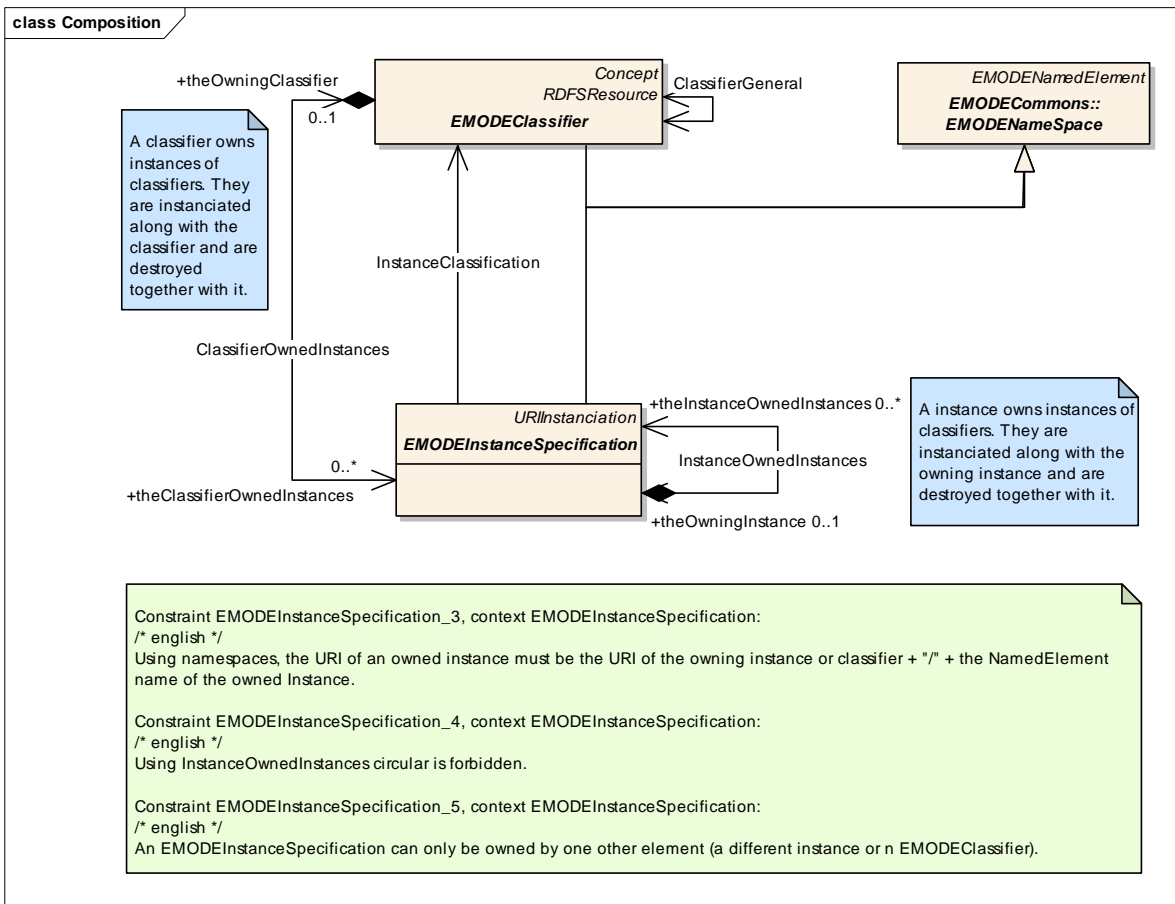 class Composition
Concept
RDFSResource
EMODEClassifier
ClassifierGeneral
EMODENamedElement
EMODECommons::
EMODENameSpace
+theOwningClassifier
0..1
A classifier owns
instances of
classifiers. They
are instanciated
along with the
classifier and are
destroyed
together with it.
InstanceClassification
ClassifierOwnedInstances
0..*
+theClassifierOwnedInstances
URIInstanciation
EMODEInstanceSpecification
+theInstanceOwnedInstances 0..*
InstanceOwnedInstances
+theOwningInstance 0..1
A instance owns instances of
classifiers. They are
instanciated along with the
owning instance and are
destroyed together with it.
Constraint EMODEInstanceSpecification_3, context EMODEInstanceSpecification:
/* english */
Using namespaces, the URI of an owned instance must be the URI of the owning instance or classifier + "/" + the NamedElement
name of the owned Instance.
Constraint EMODEInstanceSpecification_4, context EMODEInstanceSpecification:
/* english */
Using InstanceOwnedInstances circular is forbidden.
Constraint EMODEInstanceSpecification_5, context EMODEInstanceSpecification:
/* english */
An EMODEInstanceSpecification can only be owned by one other element (a different instance or n EMODEClassifier).